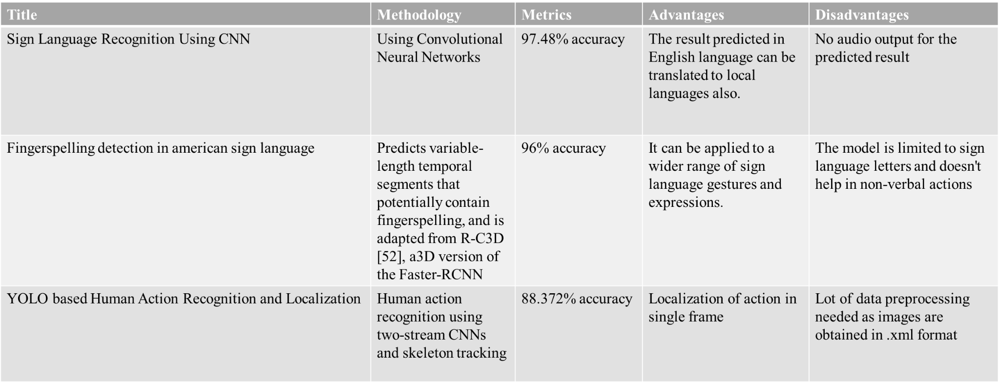 Title
Methodology
Metrics
Advantages
Disadvantages
Sign Language Recognition Using CNN
Using Convolutional
Neural Networks
97.48% accuracy
The result predicted in
English language can be
translated to local
languages also.
No audio output for the
predicted result
Fingerspelling detection in american sign language
Predicts variable-
length temporal
segments that
potentially contain
fingerspelling, and is
adapted from R-C3D
[52], a3D version of
the Faster-RCNN
96% accuracy
It can be applied to a
wider range of sign
language gestures and
expressions.
The model is limited to sign
language letters and doesn't
help in non-verbal actions
YOLO based Human Action Recognition and Localization
Human action
recognition using
two-stream CNNs
and skeleton tracking
88.372% accuracy
Localization of action in
single frame
Lot of data preprocessing
needed as images are
obtained in .xml format